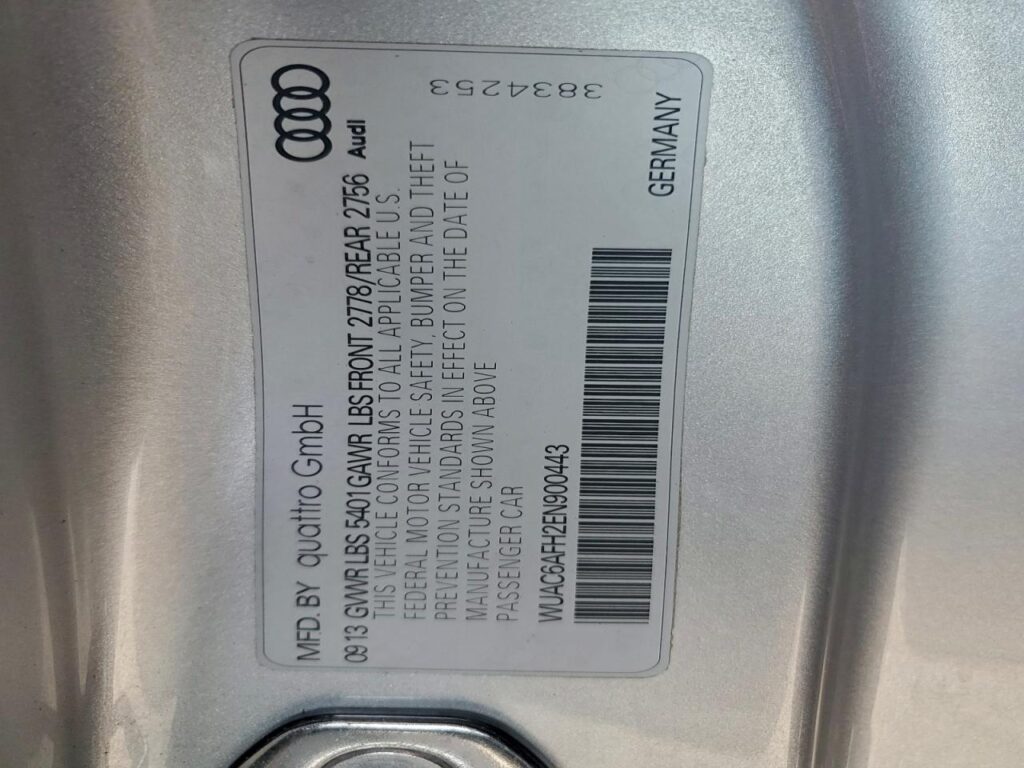 MFD. BY quattro GmbH
0913 GVWR LBS 5401 GAWR LBS FRONT 2778/REAR 2756
Audi
THIS VEHICLE CONFORMS TO ALL APPLICABLE U.S.
FEDERAL MOTOR VEHICLE SAFETY, BUMPER AND THEFT
PREVENTION STANDARDS IN EFFECT ON THE DATE OF
MANUFACTURE SHOWN ABOVE
PASSENGER CAR
3834253
WUAC6AFH2EN900443
GERMANY